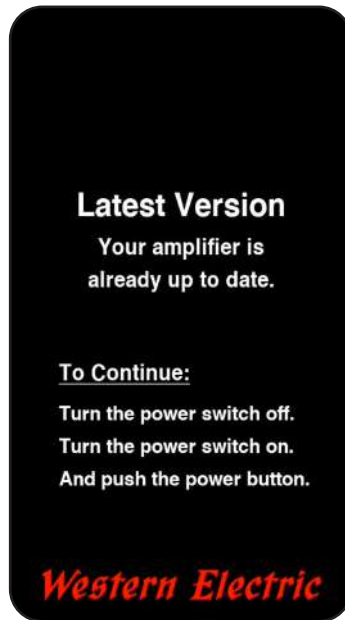 Latest Version
Your amplifier is
already up to date.
To Continue:
Turn the power switch off.
Turn the power switch on.
And push the power button.
Western Electric